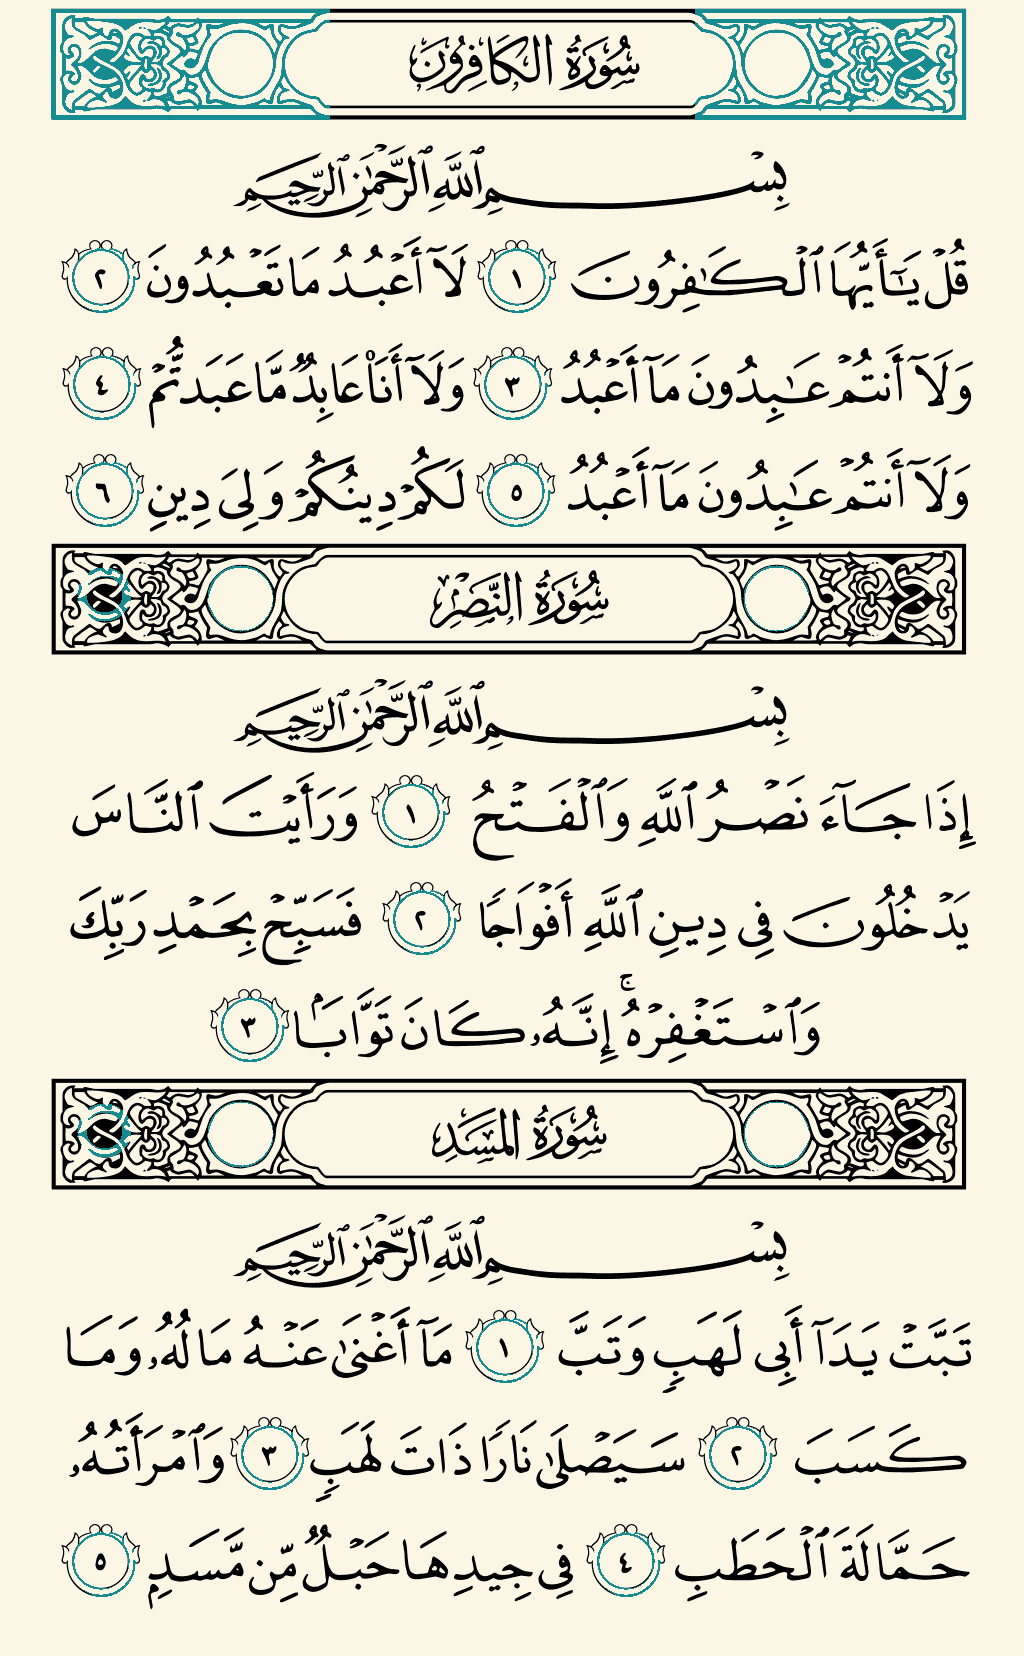 سُورَةُ الكَافِرُونَ
بِسْمِ ٱللَّهِ ٱلرَّحْمَٰنِ ٱلرَّحِيمِ
قُلْ يَـٰٓأَيُّهَا ٱلْكَـٰفِرُونَ ١ لَآ أَعْبُدُ مَا تَعْبُدُونَ ٢
وَلَآ أَنتُمْ عَـٰبِدُونَ مَآ أَعْبُدُ ٣ وَلَآ أَنَا۠ عَابِدٌ مَّا عَبَدتُّمْ ٤
وَلَآ أَنتُمْ عَـٰبِدُونَ مَآ أَعْبُدُ ٥ لَكُمْ دِينُكُمْ وَلِىَ دِينِ ٦
سُورَةُ النَّصْرِ
بِسْمِ ٱللَّهِ ٱلرَّحْمَٰنِ ٱلرَّحِيمِ
إِذَا جَآءَ نَصْرُ ٱللَّهِ وَٱلْفَتْحُ ١ وَرَأَيْتَ ٱلنَّاسَ
يَدْخُلُونَ فِى دِينِ ٱللَّهِ أَفْوَاجًا ٢ فَسَبِّحْ بِحَمْدِ رَبِّكَ
وَٱسْتَغْفِرْهُ ۚ إِنَّهُۥ كَانَ تَوَّابَۢا ٣
سُورَةُ المَسَدِ
بِسْمِ ٱللَّهِ ٱلرَّحْمَٰنِ ٱلرَّحِيمِ
تَبَّتْ يَدَآ أَبِى لَهَبٍ وَتَبَّ ١ مَآ أَغْنَىٰ عَنْهُ مَالُهُۥ وَمَا
كَسَبَ ٢ سَيَصْلَىٰ نَارًا ذَاتَ لَهَبٍ ٣ وَٱمْرَأَتُهُۥ
حَمَّالَةَ ٱلْحَطَبِ ٤ فِى جِيدِهَا حَبْلٌ مِّن مَّسَدٍۭ ٥